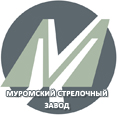 МУРОМСКИЙ СТРЕЛОЧНЫЙ
ЗАВОД